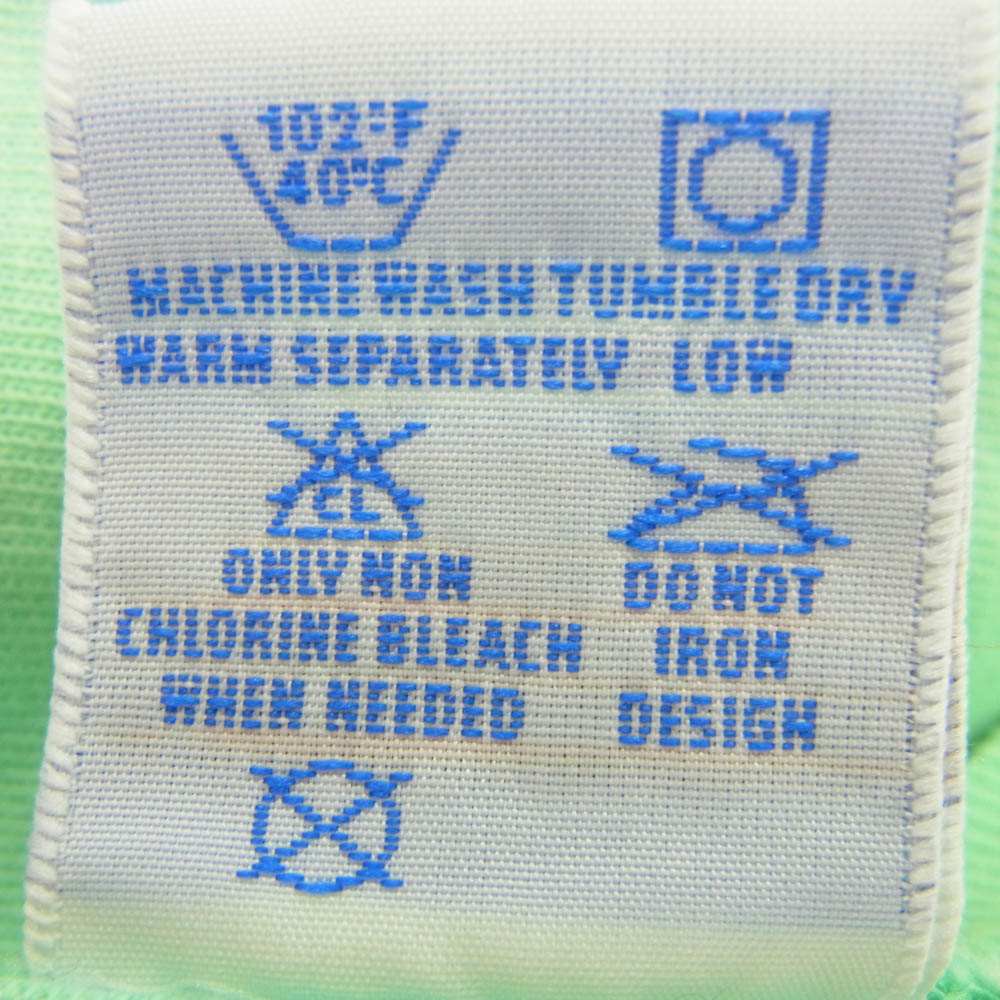 102°F
40°C
MACHINE WASH TUMBLE DRY
WARM SEPARATELY LOW
CL
ONLY NON
CHLORINE BLEACH
WHEN NEEDED
DO NOT
IRON
DESIGN